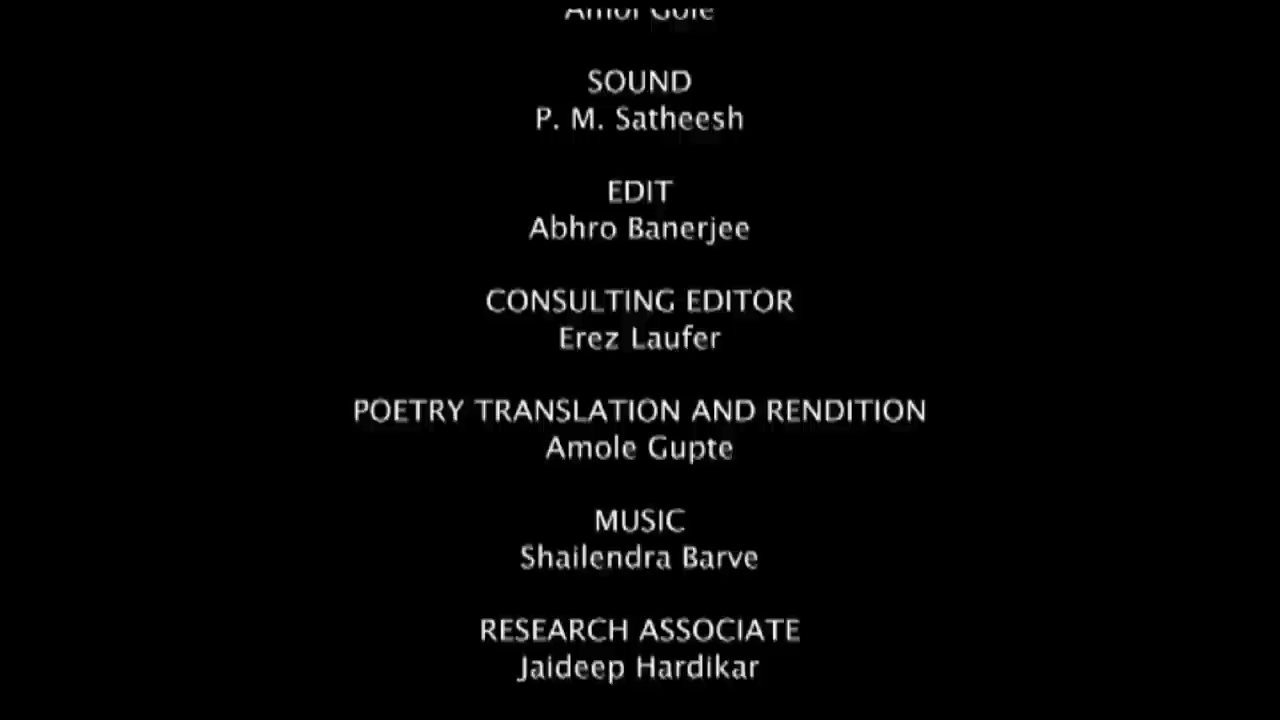 SOUND
P. M. Satheesh
EDIT
Abhro Banerjee
CONSULTING EDITOR
Erez Laufer
POETRY TRANSLATION AND RENDITION
Amole Gupte
MUSIC
Shailendra Barve
RESEARCH ASSOCIATE
Jaideep Hardikar